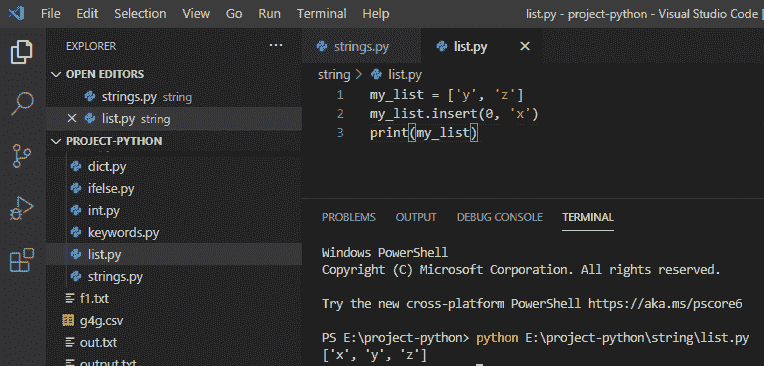 File Edit Selection View Go Run Terminal Help list.py - project-python - Visual Studio Code
EXPLORER
OPEN EDITORS
strings.py string
list.py string
PROJECT-PYTHON
dict.py
ifelse.py
int.py
keywords.py
list.py
strings.py
f1.txt
g4g.csv
out.txt
output.txt
strings.py list.py
string > list.py
1 my_list = ['y', 'z']
2 my_list.insert(0, 'x')
3 print(my_list)
PROBLEMS OUTPUT DEBUG CONSOLE TERMINAL
Windows PowerShell
Copyright (C) Microsoft Corporation. All rights reserved.
Try the new cross-platform PowerShell https://aka.ms/pscore6
PS E:\project-python> python E:\project-python\string\list.py
['x', 'y', 'z']